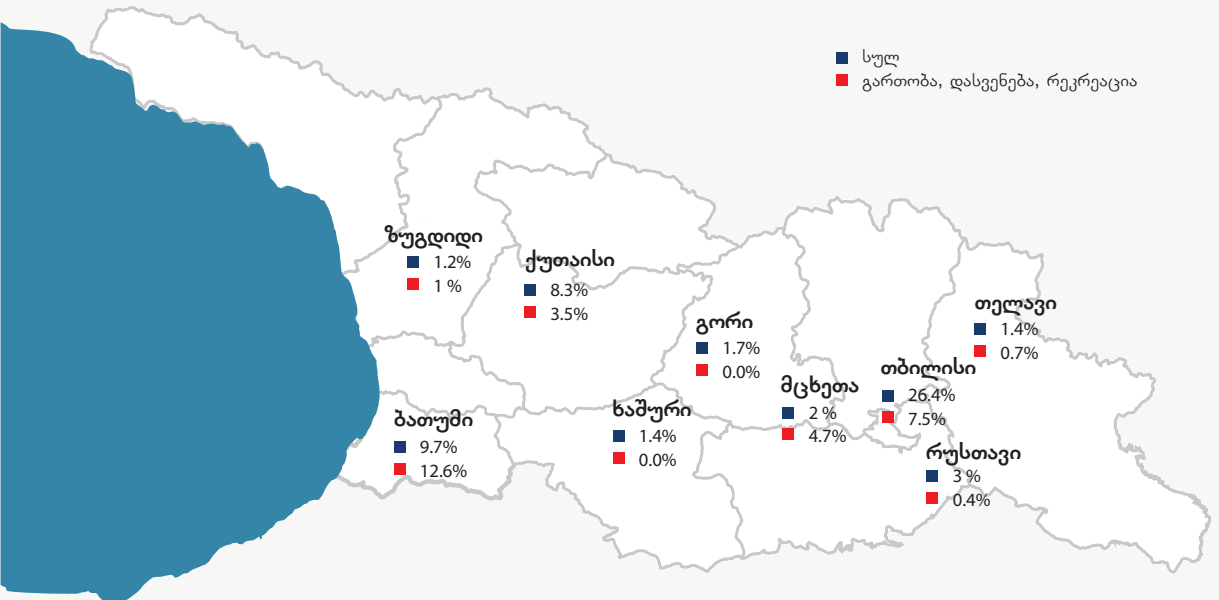 სულ
გართობა, დასვენება, რეკრეაცია
ზუგდიდი
1.2%
1 %
ქუთაისი
8.3%
3.5%
გორი
1.7%
0.0%
თელავი
1.4%
0.7%
თბილისი
26.4%
7.5%
მცხეთა
2 %
4.7%
ხაშური
1.4%
0.0%
ბათუმი
9.7%
12.6%
რუსთავი
3 %
0.4%